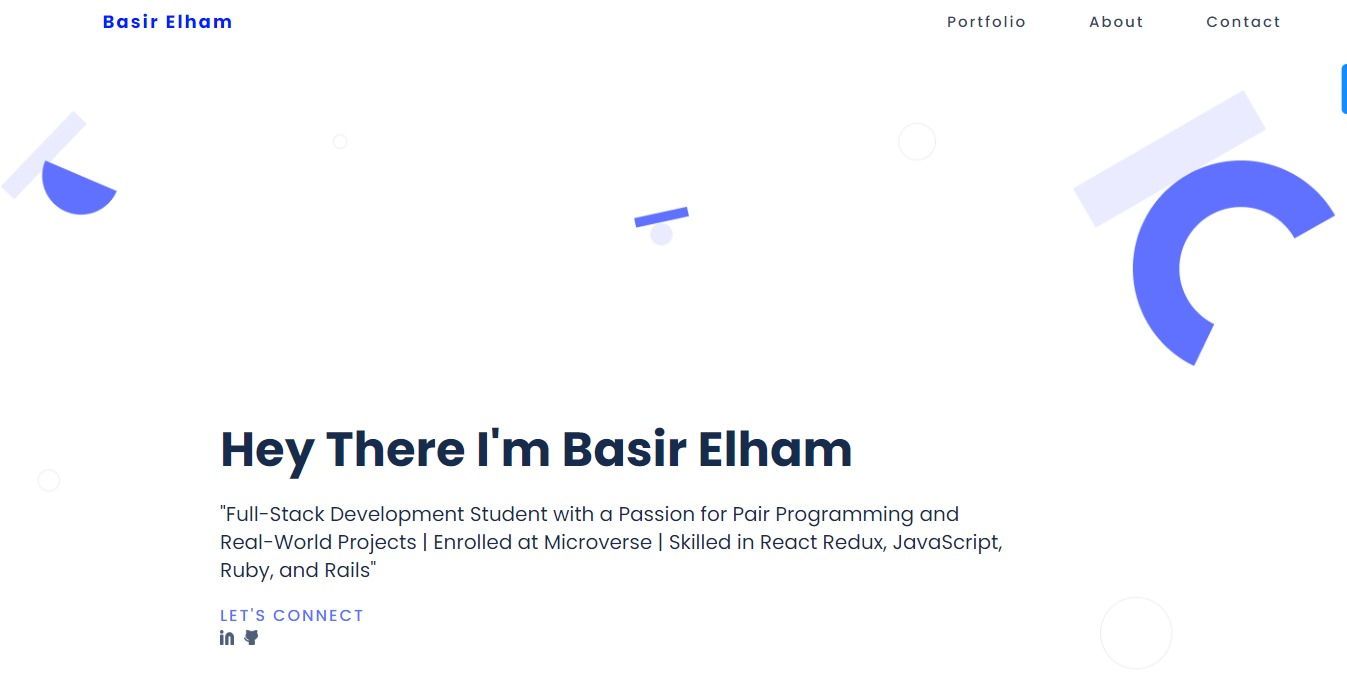 Basir Elham
Portfolio
About
Contact
Hey There I'm Basir Elham
"Full-Stack Development Student with a Passion for Pair Programming and
Real-World Projects | Enrolled at Microverse | Skilled in React Redux, JavaScript,
Ruby, and Rails"
LET'S CONNECT